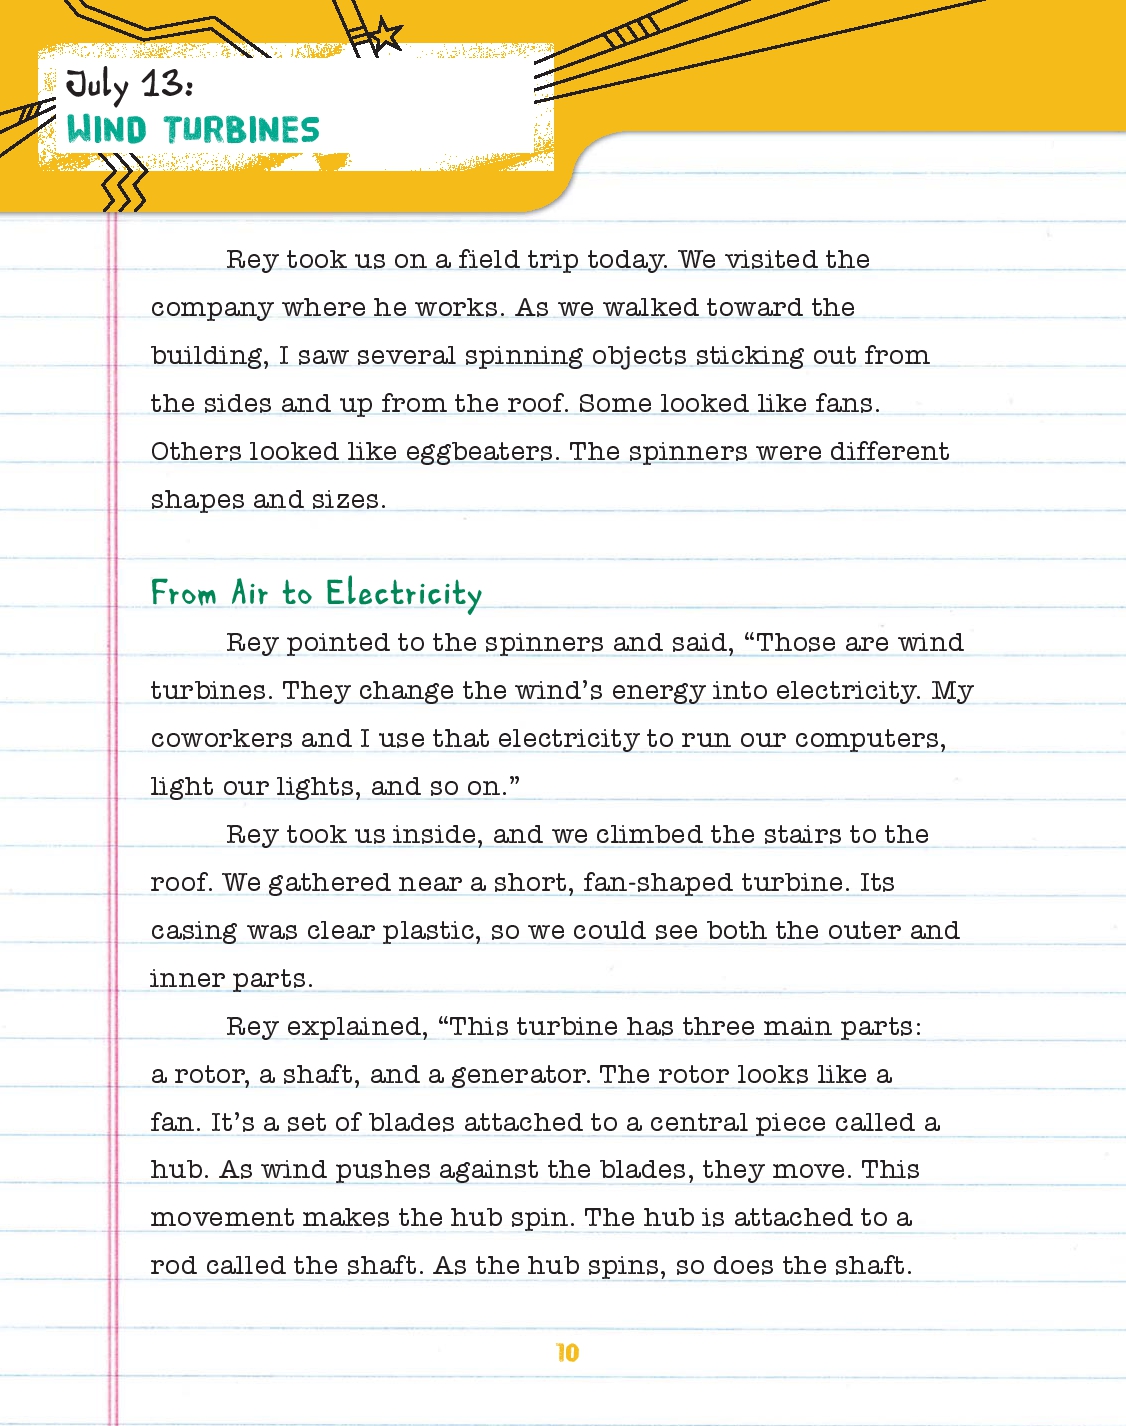 July 13:
WIND TURBINES
Rey took us on a field trip today. We visited the
company where he works. As we walked toward the
building, I saw several spinning objects sticking out from
the sides and up from the roof. Some looked like fans.
Others looked like eggbeaters. The spinners were different
shapes and sizes.
From Air to Electricity
Rey pointed to the spinners and said, “Those are wind
turbines. They change the wind’s energy into electricity. My
coworkers and I use that electricity to run our computers,
light our lights, and so on.”
Rey took us inside, and we climbed the stairs to the
roof. We gathered near a short, fan-shaped turbine. Its
casing was clear plastic, so we could see both the outer and
inner parts.
Rey explained, “This turbine has three main parts:
a rotor, a shaft, and a generator. The rotor looks like a
fan. It’s a set of blades attached to a central piece called a
hub. As wind pushes against the blades, they move. This
movement makes the hub spin. The hub is attached to a
rod called the shaft. As the hub spins, so does the shaft.
10